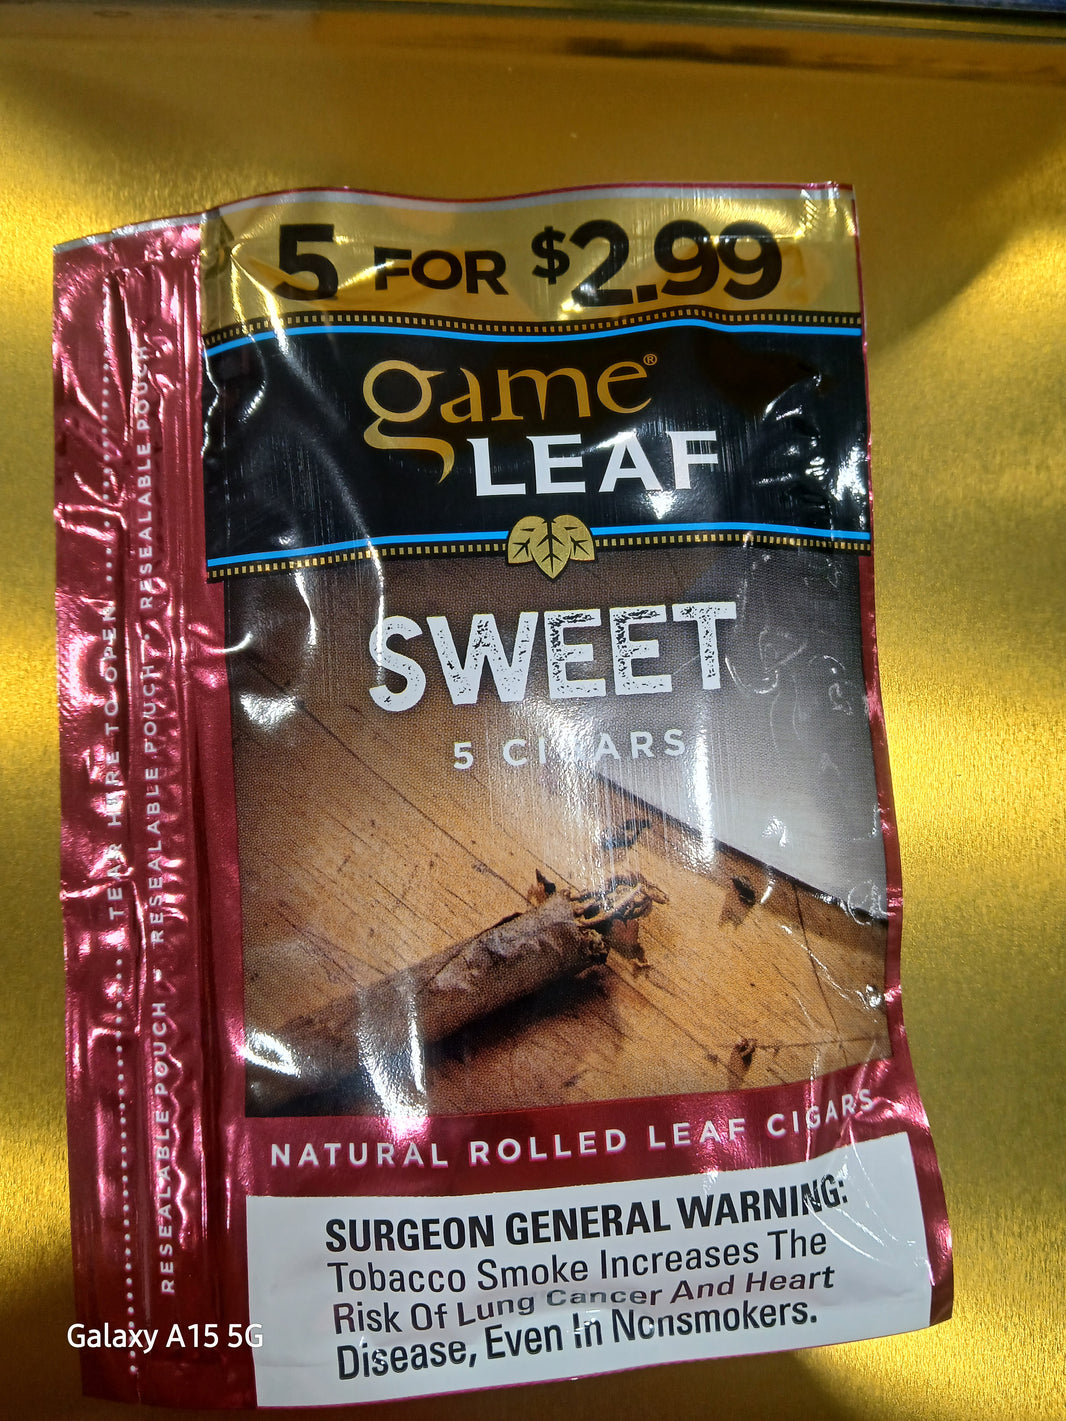 5 FOR $2.99
game®
LEAF
SWEET
5 CIGARS
NATURAL ROLLED LEAF CIGARS
SURGEON GENERAL WARNING:
Tobacco Smoke Increases The
Risk Of Lung Cancer And Heart
Disease, Even In Nonsmokers.
TEAR HERE TO OPEN
RESEALABLE POUCH • RESEALABLE POUCH • RESEALABLE POUCH • RESEALABLE POUCH
Galaxy A15 5G